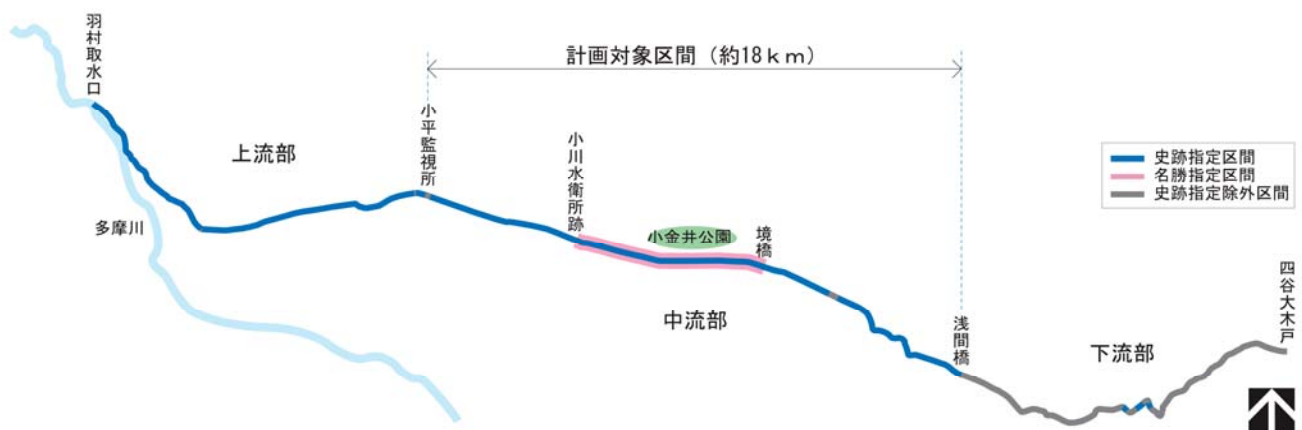 羽村取水口
計画対象区間（約18ｋｍ）
小平監視所
上流部
小川水衛所跡
史跡指定区間
名勝指定区間
史跡指定除外区間
多摩川
小金井公園
境橋
四谷大木戸
中流部
浅間橋
下流部